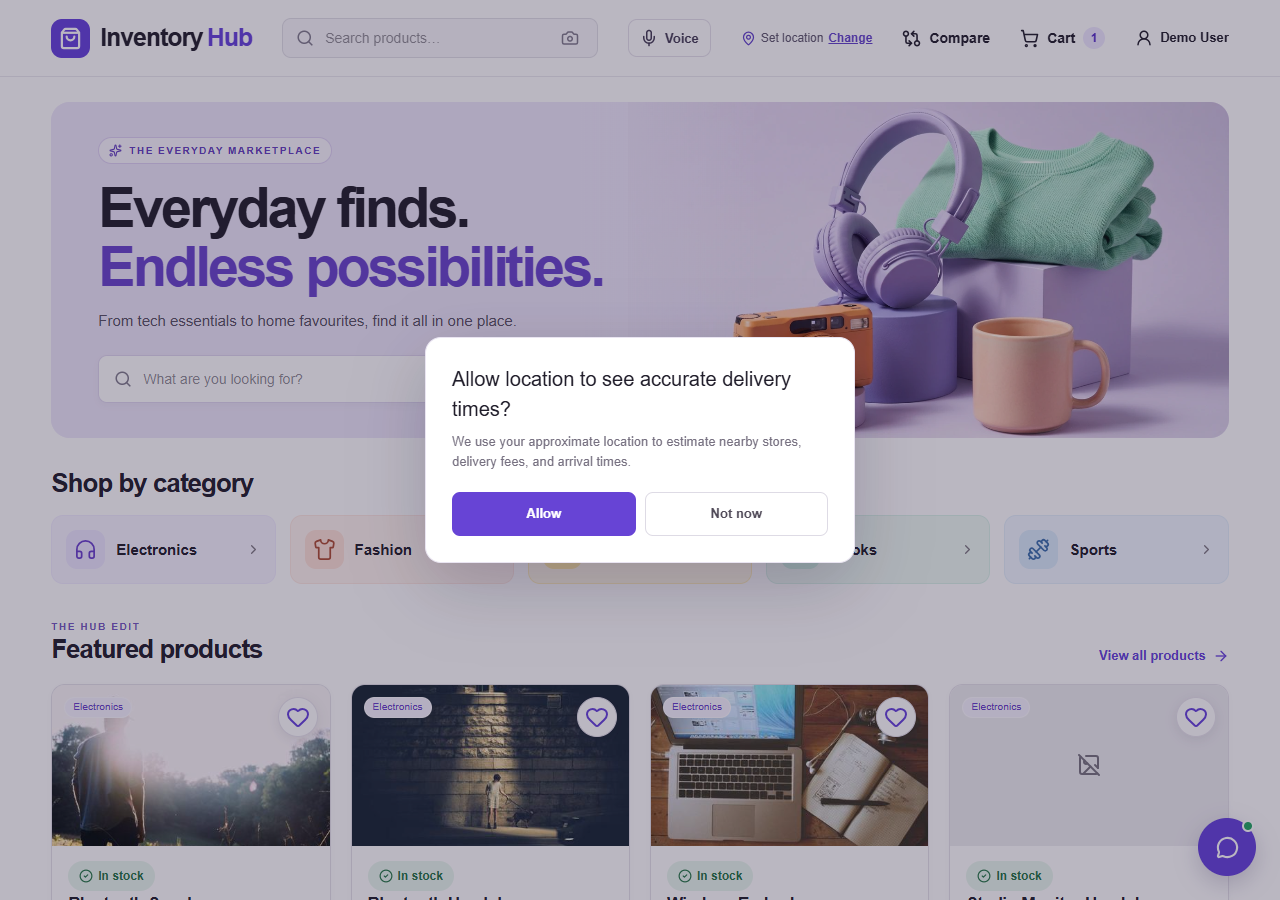 Inventory Hub
Search products...
Voice
Set location Change
Compare
Cart 1
Demo User
THE EVERYDAY MARKETPLACE
Everyday finds.
Endless possibilities.
From tech essentials to home favourites, find it all in one place.
What are you looking for?
Allow location to see accurate delivery
times?
We use your approximate location to estimate nearby stores,
delivery fees, and arrival times.
Allow
Not now
Shop by category
Electronics
Fashion
Sports
THE HUB EDIT
Featured products
View all products
Electronics
Electronics
Electronics
Electronics
In stock
In stock
In stock
In stock